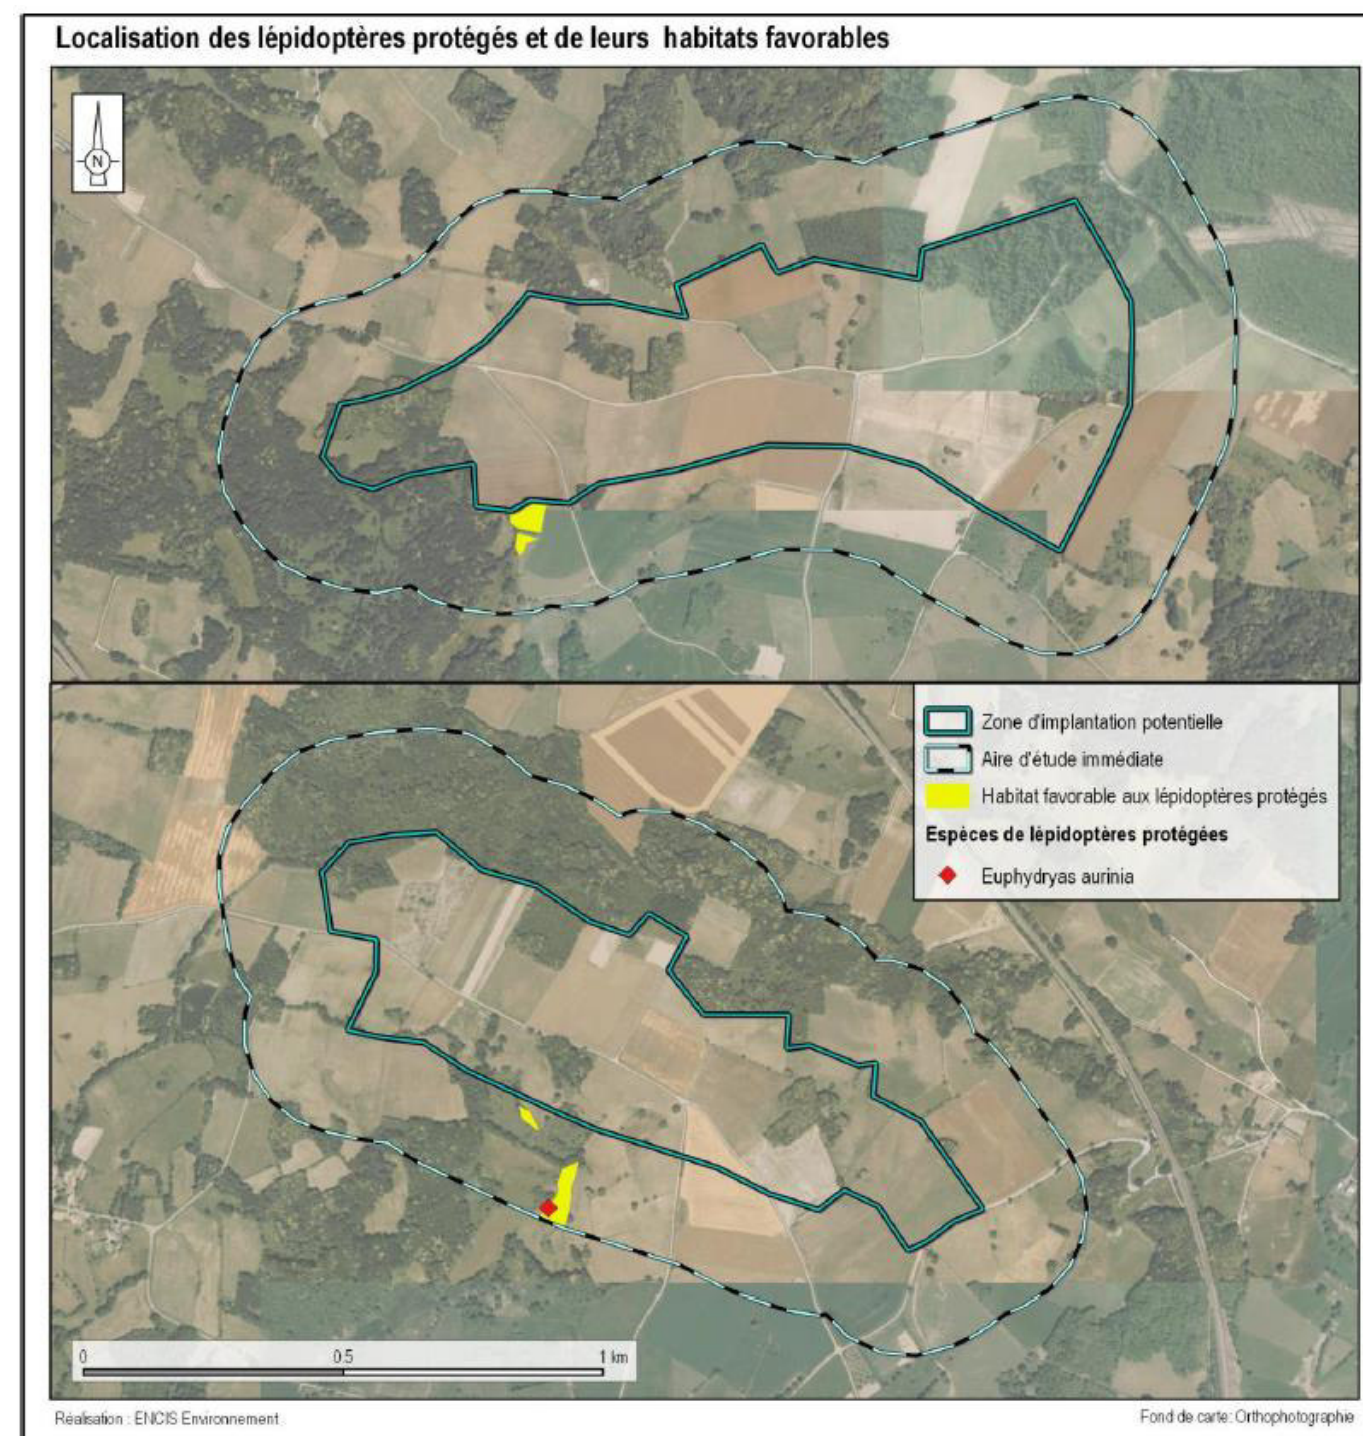 Localisation des lépidoptères protégés et de leurs habitats favorables
N
Zone d'implantation potentielle
Aire d'étude immédiate
Habitat favorable aux lépidoptères protégés
Espèces de lépidoptères protégées
Euphydryas aurinia
0 0.5 1 km
Réalisation : ENCIS Environnement
Fond de carte: Orthophotographie